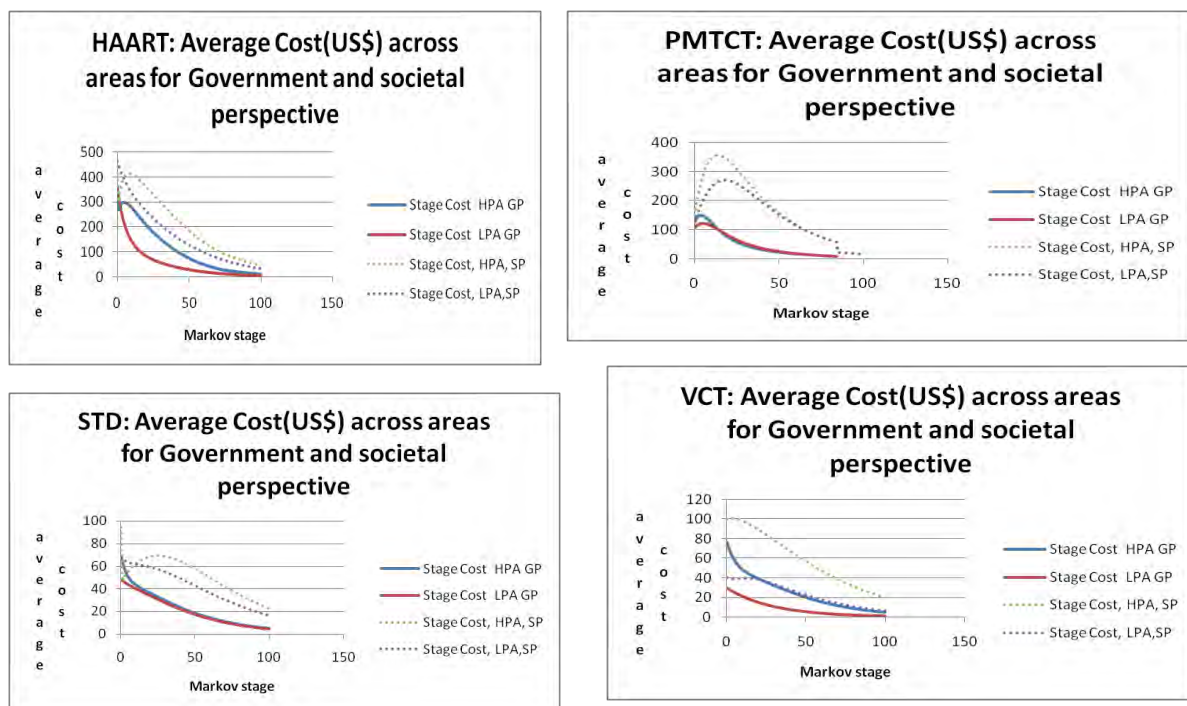 HAART: Average Cost(US$) across
areas for Government and societal
perspective
average
cost
500
400
300
200
100
0
0 50 100 150
Markov stage
Stage Cost HPA GP
Stage Cost LPA GP
Stage Cost, HPA, SP
Stage Cost, LPA,SP
PMTCT: Average Cost(US$) across
areas for Government and societal
perspective
average
cost
400
300
200
100
0
0 50 100 150
Markov stage
Stage Cost HPA GP
Stage Cost LPA GP
Stage Cost, HPA, SP
Stage Cost, LPA,SP
STD: Average Cost(US$) across areas
for Government and societal
perspective
average
cost
100
80
60
40
20
0
0 50 100 150
Markov stage
Stage Cost HPA GP
Stage Cost LPA GP
Stage Cost, HPA, SP
Stage Cost, LPA,SP
VCT: Average Cost(US$) across areas
for Government and societal
perspective
average
cost
120
100
80
60
40
20
0
0 50 100 150
Markov stage
Stage Cost HPA GP
Stage Cost LPA GP
Stage Cost, HPA, SP
Stage Cost, LPA,SP